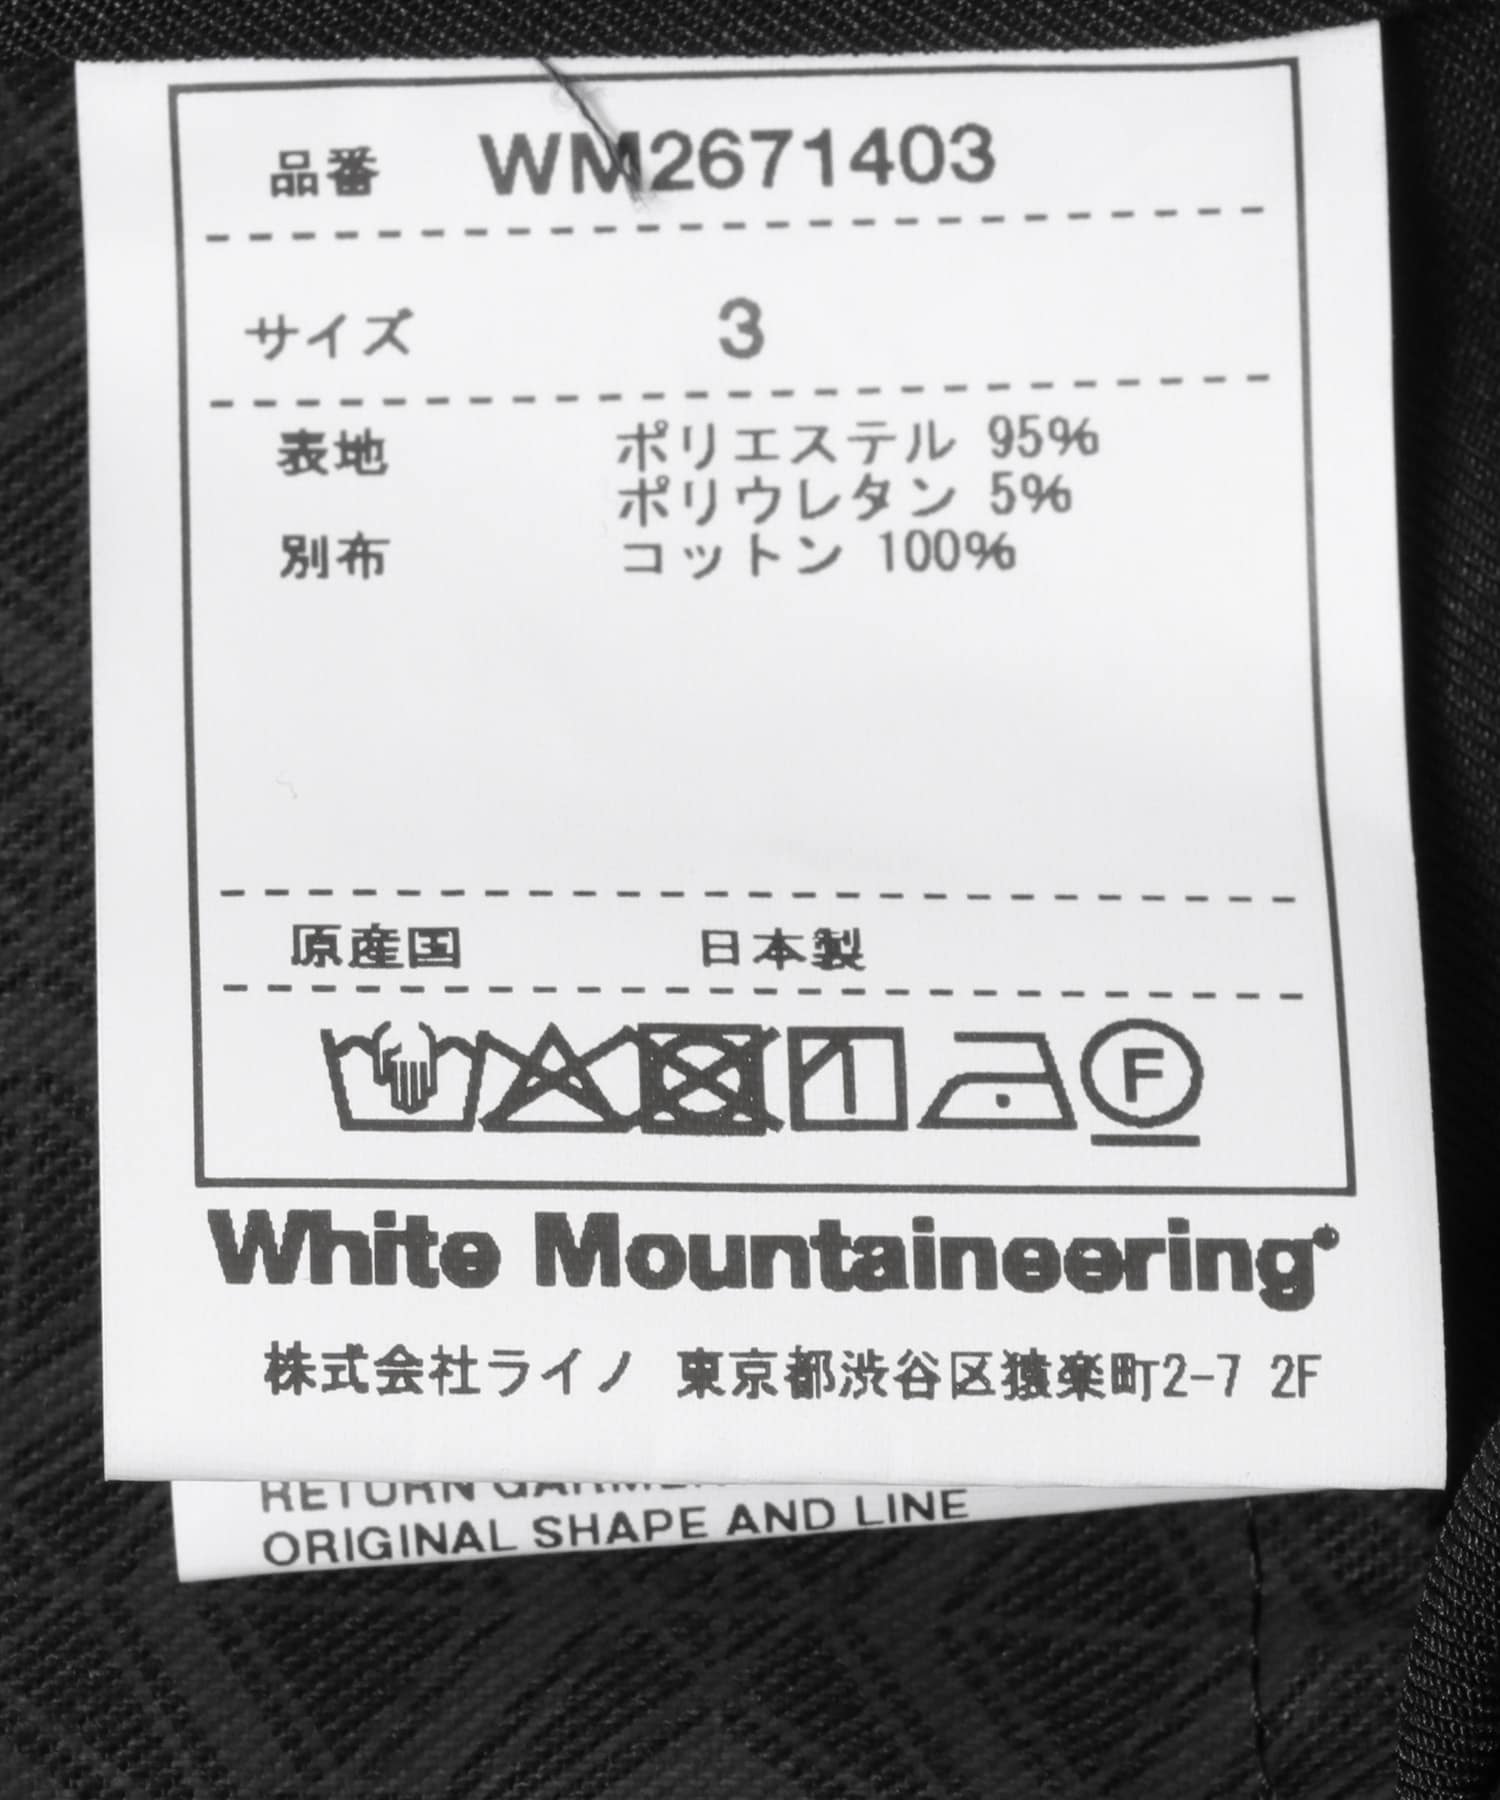 品番 WM2671403
サイズ 3
表地 ポリエステル 95%
ポリウレタン 5%
別布 コットン 100%
原産国 日本製
F
White Mountaineering®
株式会社ライノ 東京都渋谷区猿楽町2-7 2F
RETURN GARME
ORIGINAL SHAPE AND LINE